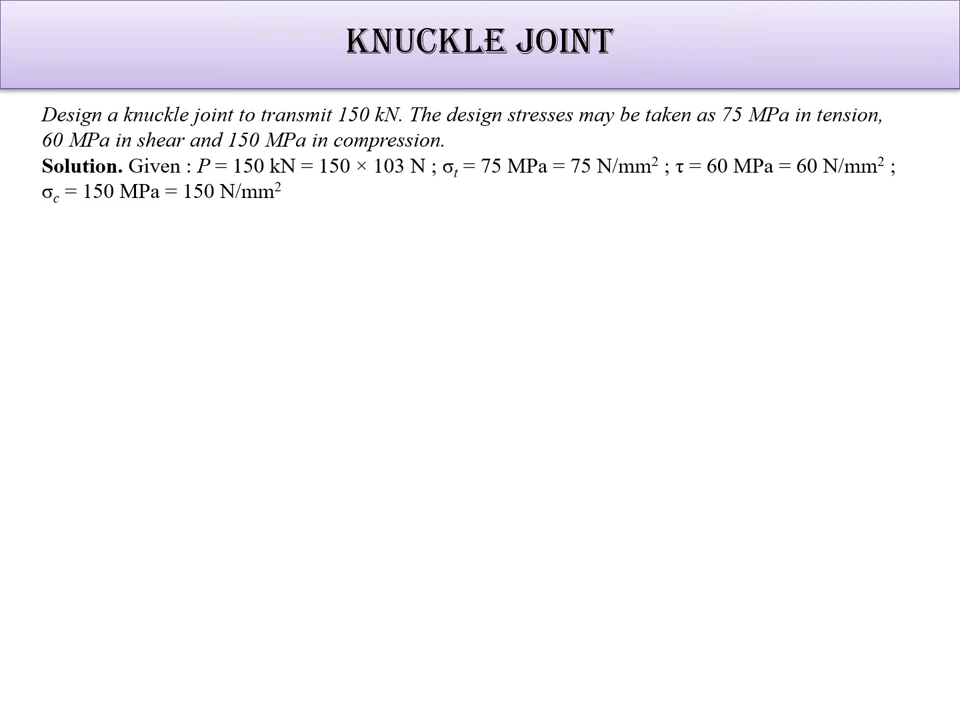 KNUCKLE JOINT
Design a knuckle joint to transmit 150 kN. The design stresses may be taken as 75 MPa in tension,
60 MPa in shear and 150 MPa in compression.
Solution. Given : P = 150 kN = 150 × 103 N ; σt = 75 MPa = 75 N/mm2 ; τ = 60 MPa = 60 N/mm2 ;
σc = 150 MPa = 150 N/mm2